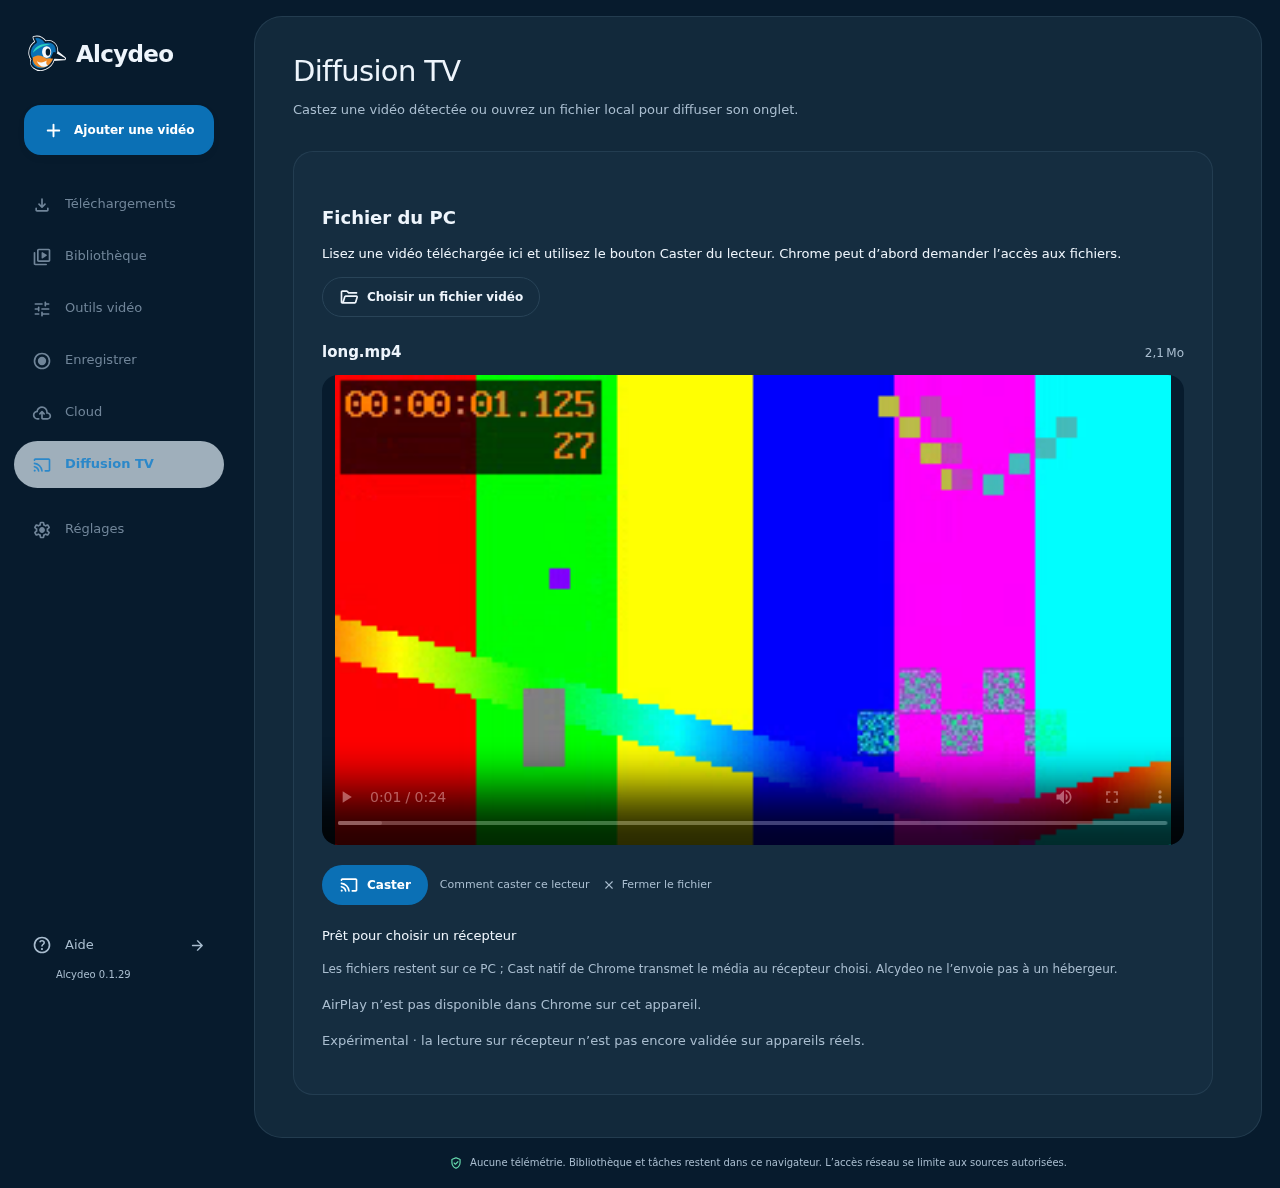 Alcydeo
Ajouter une vidéo
Téléchargements
Bibliothèque
Outils vidéo
Enregistrer
Cloud
Diffusion TV
Réglages
Aide
Alcydeo 0.1.29
Diffusion TV
Castez une vidéo détectée ou ouvrez un fichier local pour diffuser son onglet.
Fichier du PC
Lisez une vidéo téléchargée ici et utilisez le bouton Caster du lecteur. Chrome peut d’abord demander l’accès aux fichiers.
Choisir un fichier vidéo
long.mp4
2,1 Mo
00:00:01.125
27
0:01 / 0:24
Caster
Comment caster ce lecteur
Fermer le fichier
Prêt pour choisir un récepteur
Les fichiers restent sur ce PC ; Cast natif de Chrome transmet le média au récepteur choisi. Alcydeo ne l’envoie pas à un hébergeur.
AirPlay n’est pas disponible dans Chrome sur cet appareil.
Expérimental · la lecture sur récepteur n’est pas encore validée sur appareils réels.
Aucune télémétrie. Bibliothèque et tâches restent dans ce navigateur. L’accès réseau se limite aux sources autorisées.